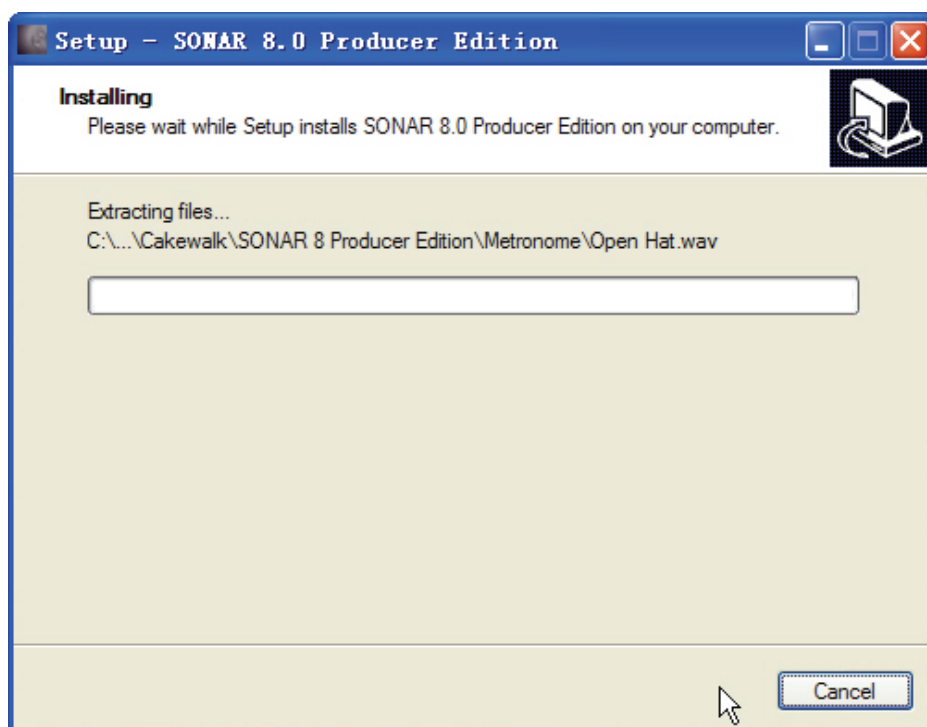 Setup - SONAR 8.0 Producer Edition
Installing
Please wait while Setup installs SONAR 8.0 Producer Edition on your computer.
Extracting files...
C:\...\Cakewalk\SONAR 8 Producer Edition\Metronome\Open Hat.wav
Cancel